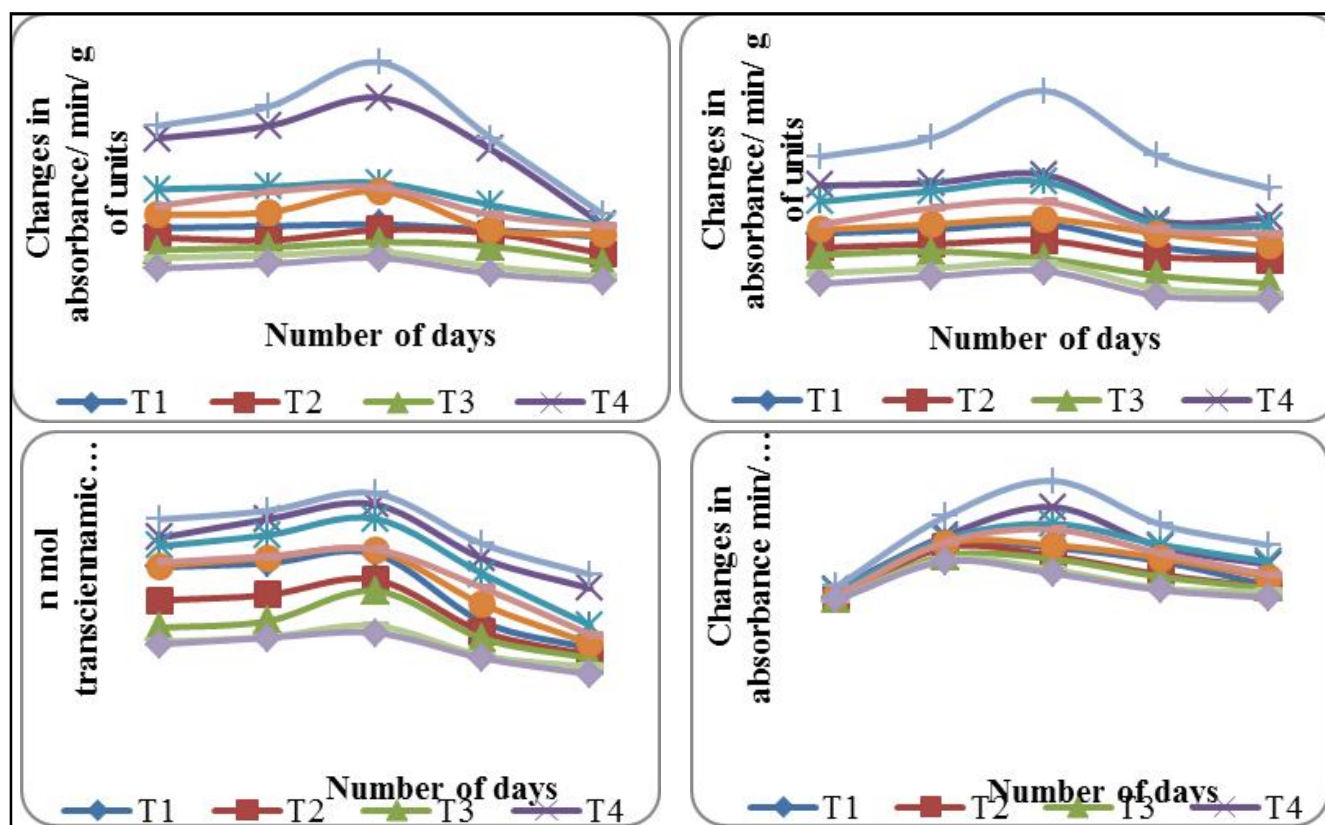 Changes in
absorbance/ min/ g
of units
Number of days
T1 T2 T3 T4
Changes in
absorbance/ min/ g
of units
Number of days
T1 T2 T3 T4
n mol
transciennamic…
Number of days
T1 T2 T3 T4
Changes in
absorbance min/…
Number of days
T1 T2 T3 T4